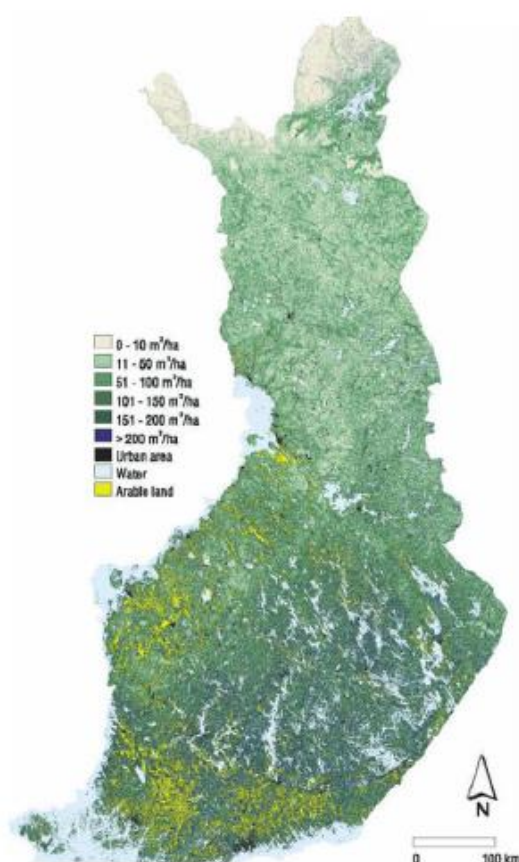 0 - 10 m³/ha
11 - 50 m³/ha
51 - 100 m³/ha
101 - 150 m³/ha
151 - 200 m³/ha
> 200 m³/ha
Urban area
Water
Arable land
N
0 100 km